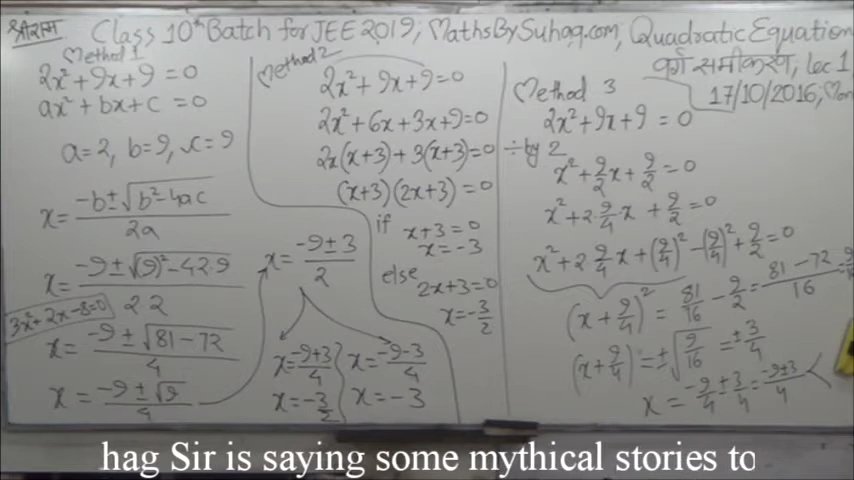 श्रीराम Class 10th Batch for JEE 2019, MathsBySuhag.com, Quadratic Equation
वर्ग समीकरण, Lec 1
17/10/2016, Mon
Method 1
2x²+9x+9=0
ax²+bx+c=0
a=2, b=9, c=9
x=(-b±√(b²-4ac))/2a
x=(-9±√((9)²-4·2·9))/2·2
3x²+2x-8=0
x=(-9±√(81-72))/4
x=(-9±√9)/4
x=(-9±3)/2
x=(-9+3)/4 x=(-9-3)/4
x=-3/2 x=-3
Method 2
2x²+9x+9=0
2x²+6x+3x+9=0
2x(x+3)+3(x+3)=0
(x+3)(2x+3)=0
if x+3=0
x=-3
else 2x+3=0
x=-3/2
Method 3
2x²+9x+9=0
÷by 2
x²+9/2x+9/2=0
x²+2·9/4·x+9/2=0
x²+2·9/4x+(9/4)²-(9/4)²+9/2=0
(x+9/4)²=81/16-9/2=(81-72)/16
(x+9/4)=±√(9/16)=±3/4
x=-9/4±3/4=(-9±3)/4
hag Sir is saying some mythical stories to